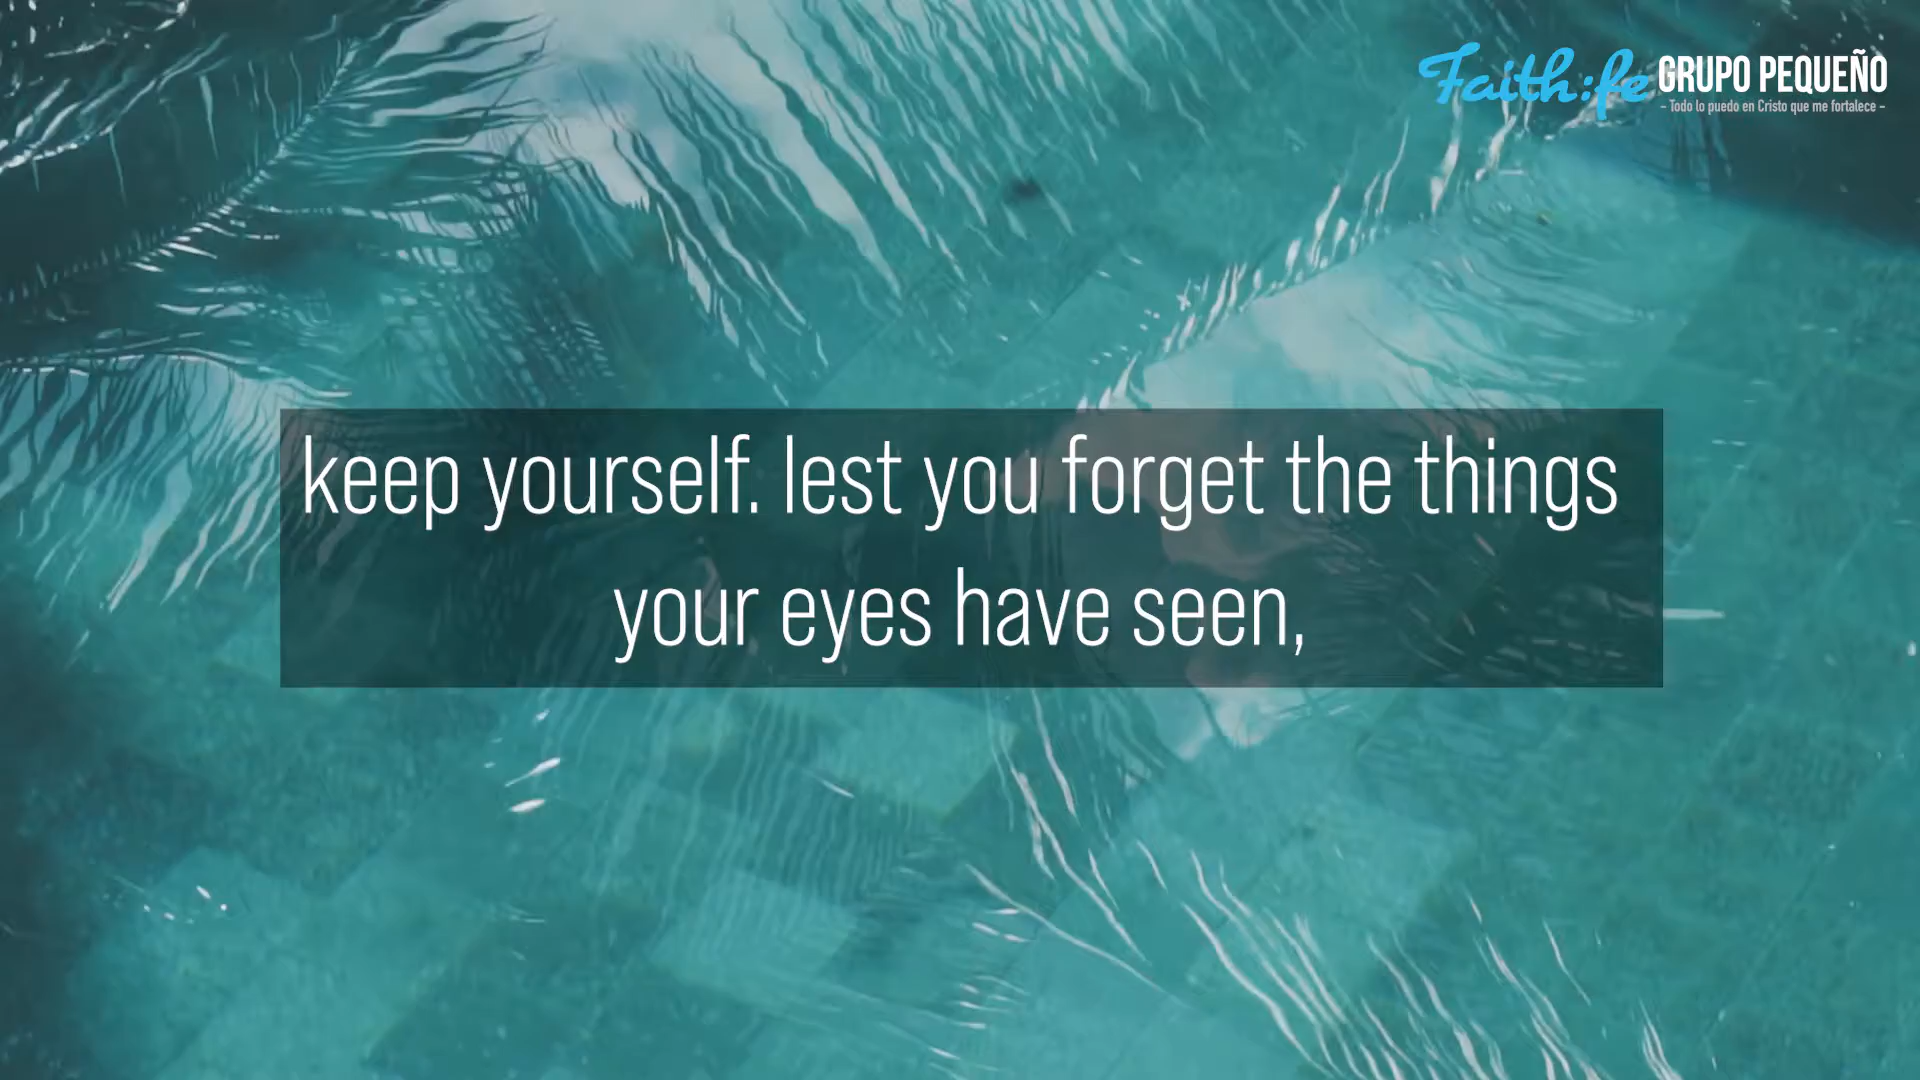 Faith:fe GRUPO PEQUEÑO
- Todo lo puedo en Cristo que me fortalece -
keep yourself. lest you forget the things
your eyes have seen,